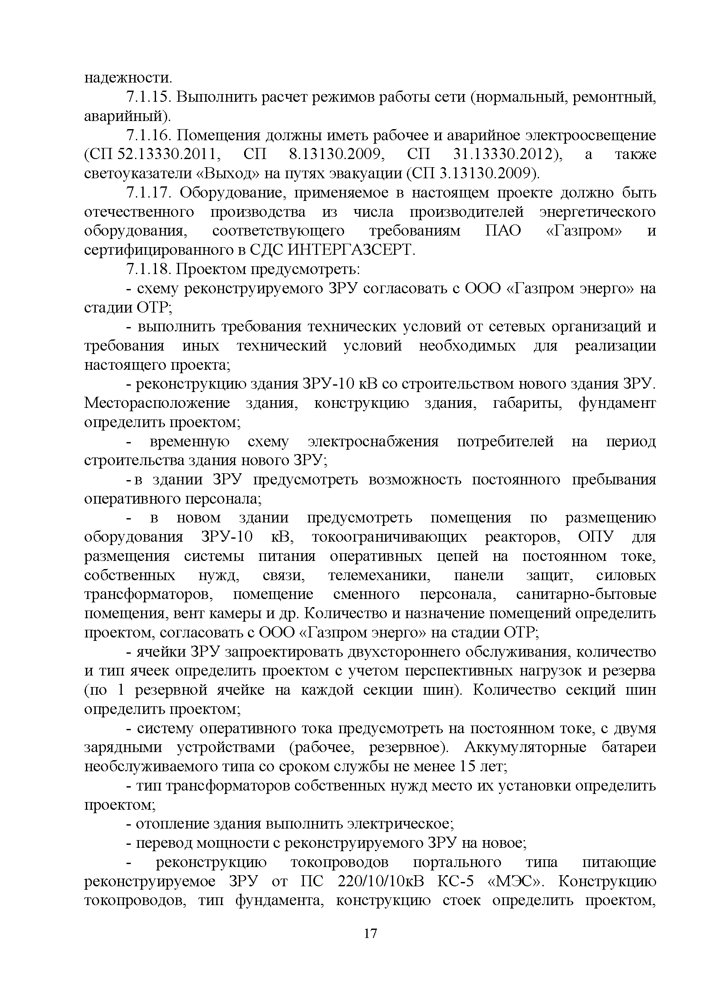 надежности.
7.1.15. Выполнить расчет режимов работы сети (нормальный, ремонтный,
аварийный).
7.1.16. Помещения должны иметь рабочее и аварийное электроосвещение
(СП 52.13330.2011, СП 8.13130.2009, СП 31.13330.2012), а также
светоуказатели «Выход» на путях эвакуации (СП 3.13130.2009).
7.1.17. Оборудование, применяемое в настоящем проекте должно быть
отечественного производства из числа производителей энергетического
оборудования, соответствующего требованиям ПАО «Газпром» и
сертифицированного в СДС ИНТЕРГАЗСЕРТ.
7.1.18. Проектом предусмотреть:
- схему реконструируемого ЗРУ согласовать с ООО «Газпром энерго» на
стадии ОТР;
- выполнить требования технических условий от сетевых организаций и
требования иных технический условий необходимых для реализации
настоящего проекта;
- реконструкцию здания ЗРУ-10 кВ со строительством нового здания ЗРУ.
Месторасположение здания, конструкцию здания, габариты, фундамент
определить проектом;
- временную схему электроснабжения потребителей на период
строительства здания нового ЗРУ;
- в здании ЗРУ предусмотреть возможность постоянного пребывания
оперативного персонала;
- в новом здании предусмотреть помещения по размещению
оборудования ЗРУ-10 кВ, токоограничивающих реакторов, ОПУ для
размещения системы питания оперативных цепей на постоянном токе,
собственных нужд, связи, телемеханики, панели защит, силовых
трансформаторов, помещение сменного персонала, санитарно-бытовые
помещения, вент камеры и др. Количество и назначение помещений определить
проектом, согласовать с ООО «Газпром энерго» на стадии ОТР;
- ячейки ЗРУ запроектировать двухстороннего обслуживания, количество
и тип ячеек определить проектом с учетом перспективных нагрузок и резерва
(по 1 резервной ячейке на каждой секции шин). Количество секций шин
определить проектом;
- систему оперативного тока предусмотреть на постоянном токе, с двумя
зарядными устройствами (рабочее, резервное). Аккумуляторные батареи
необслуживаемого типа со сроком службы не менее 15 лет;
- тип трансформаторов собственных нужд место их установки определить
проектом;
- отопление здания выполнить электрическое;
- перевод мощности с реконструируемого ЗРУ на новое;
- реконструкцию токопроводов портального типа питающие
реконструируемое ЗРУ от ПС 220/10/10кВ КС-5 «МЭС». Конструкцию
токопроводов, тип фундамента, конструкцию стоек определить проектом,
17